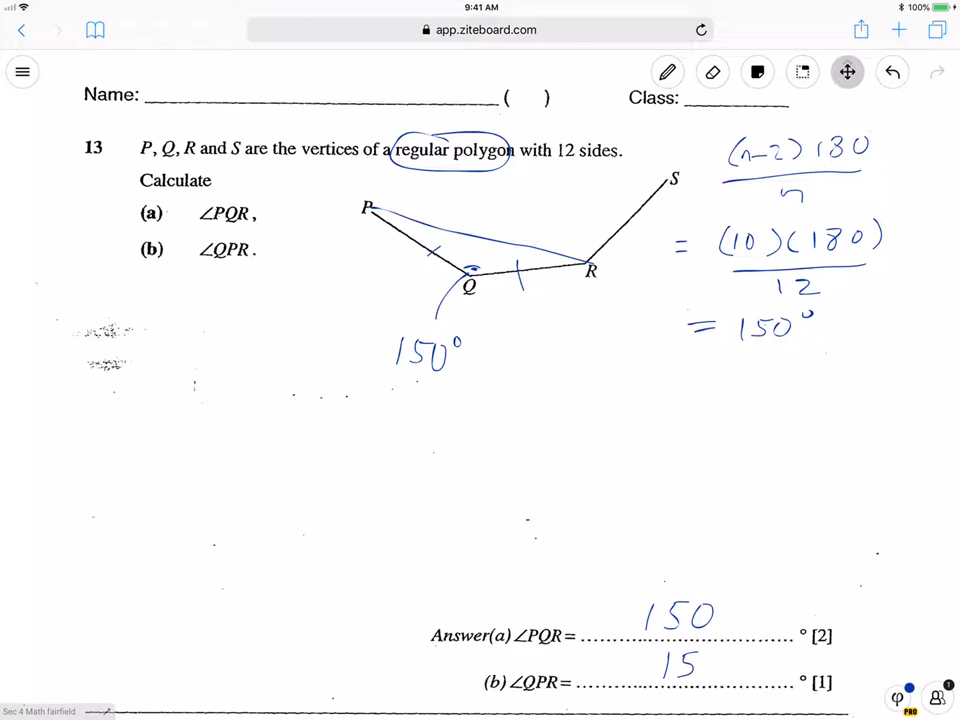 9:41 AM
100%
app.ziteboard.com
Name: ( ) Class:
13 P, Q, R and S are the vertices of a regular polygon with 12 sides.
Calculate
(a) ∠PQR,
(b) ∠QPR.
P
Q
R
S
150°
(n-2)180
n
= (10)(180)
12
= 150°
150
Answer(a) ∠PQR = ° [2]
15
(b) ∠QPR = ° [1]
Sec 4 Math fairfield
φ
PRO
1